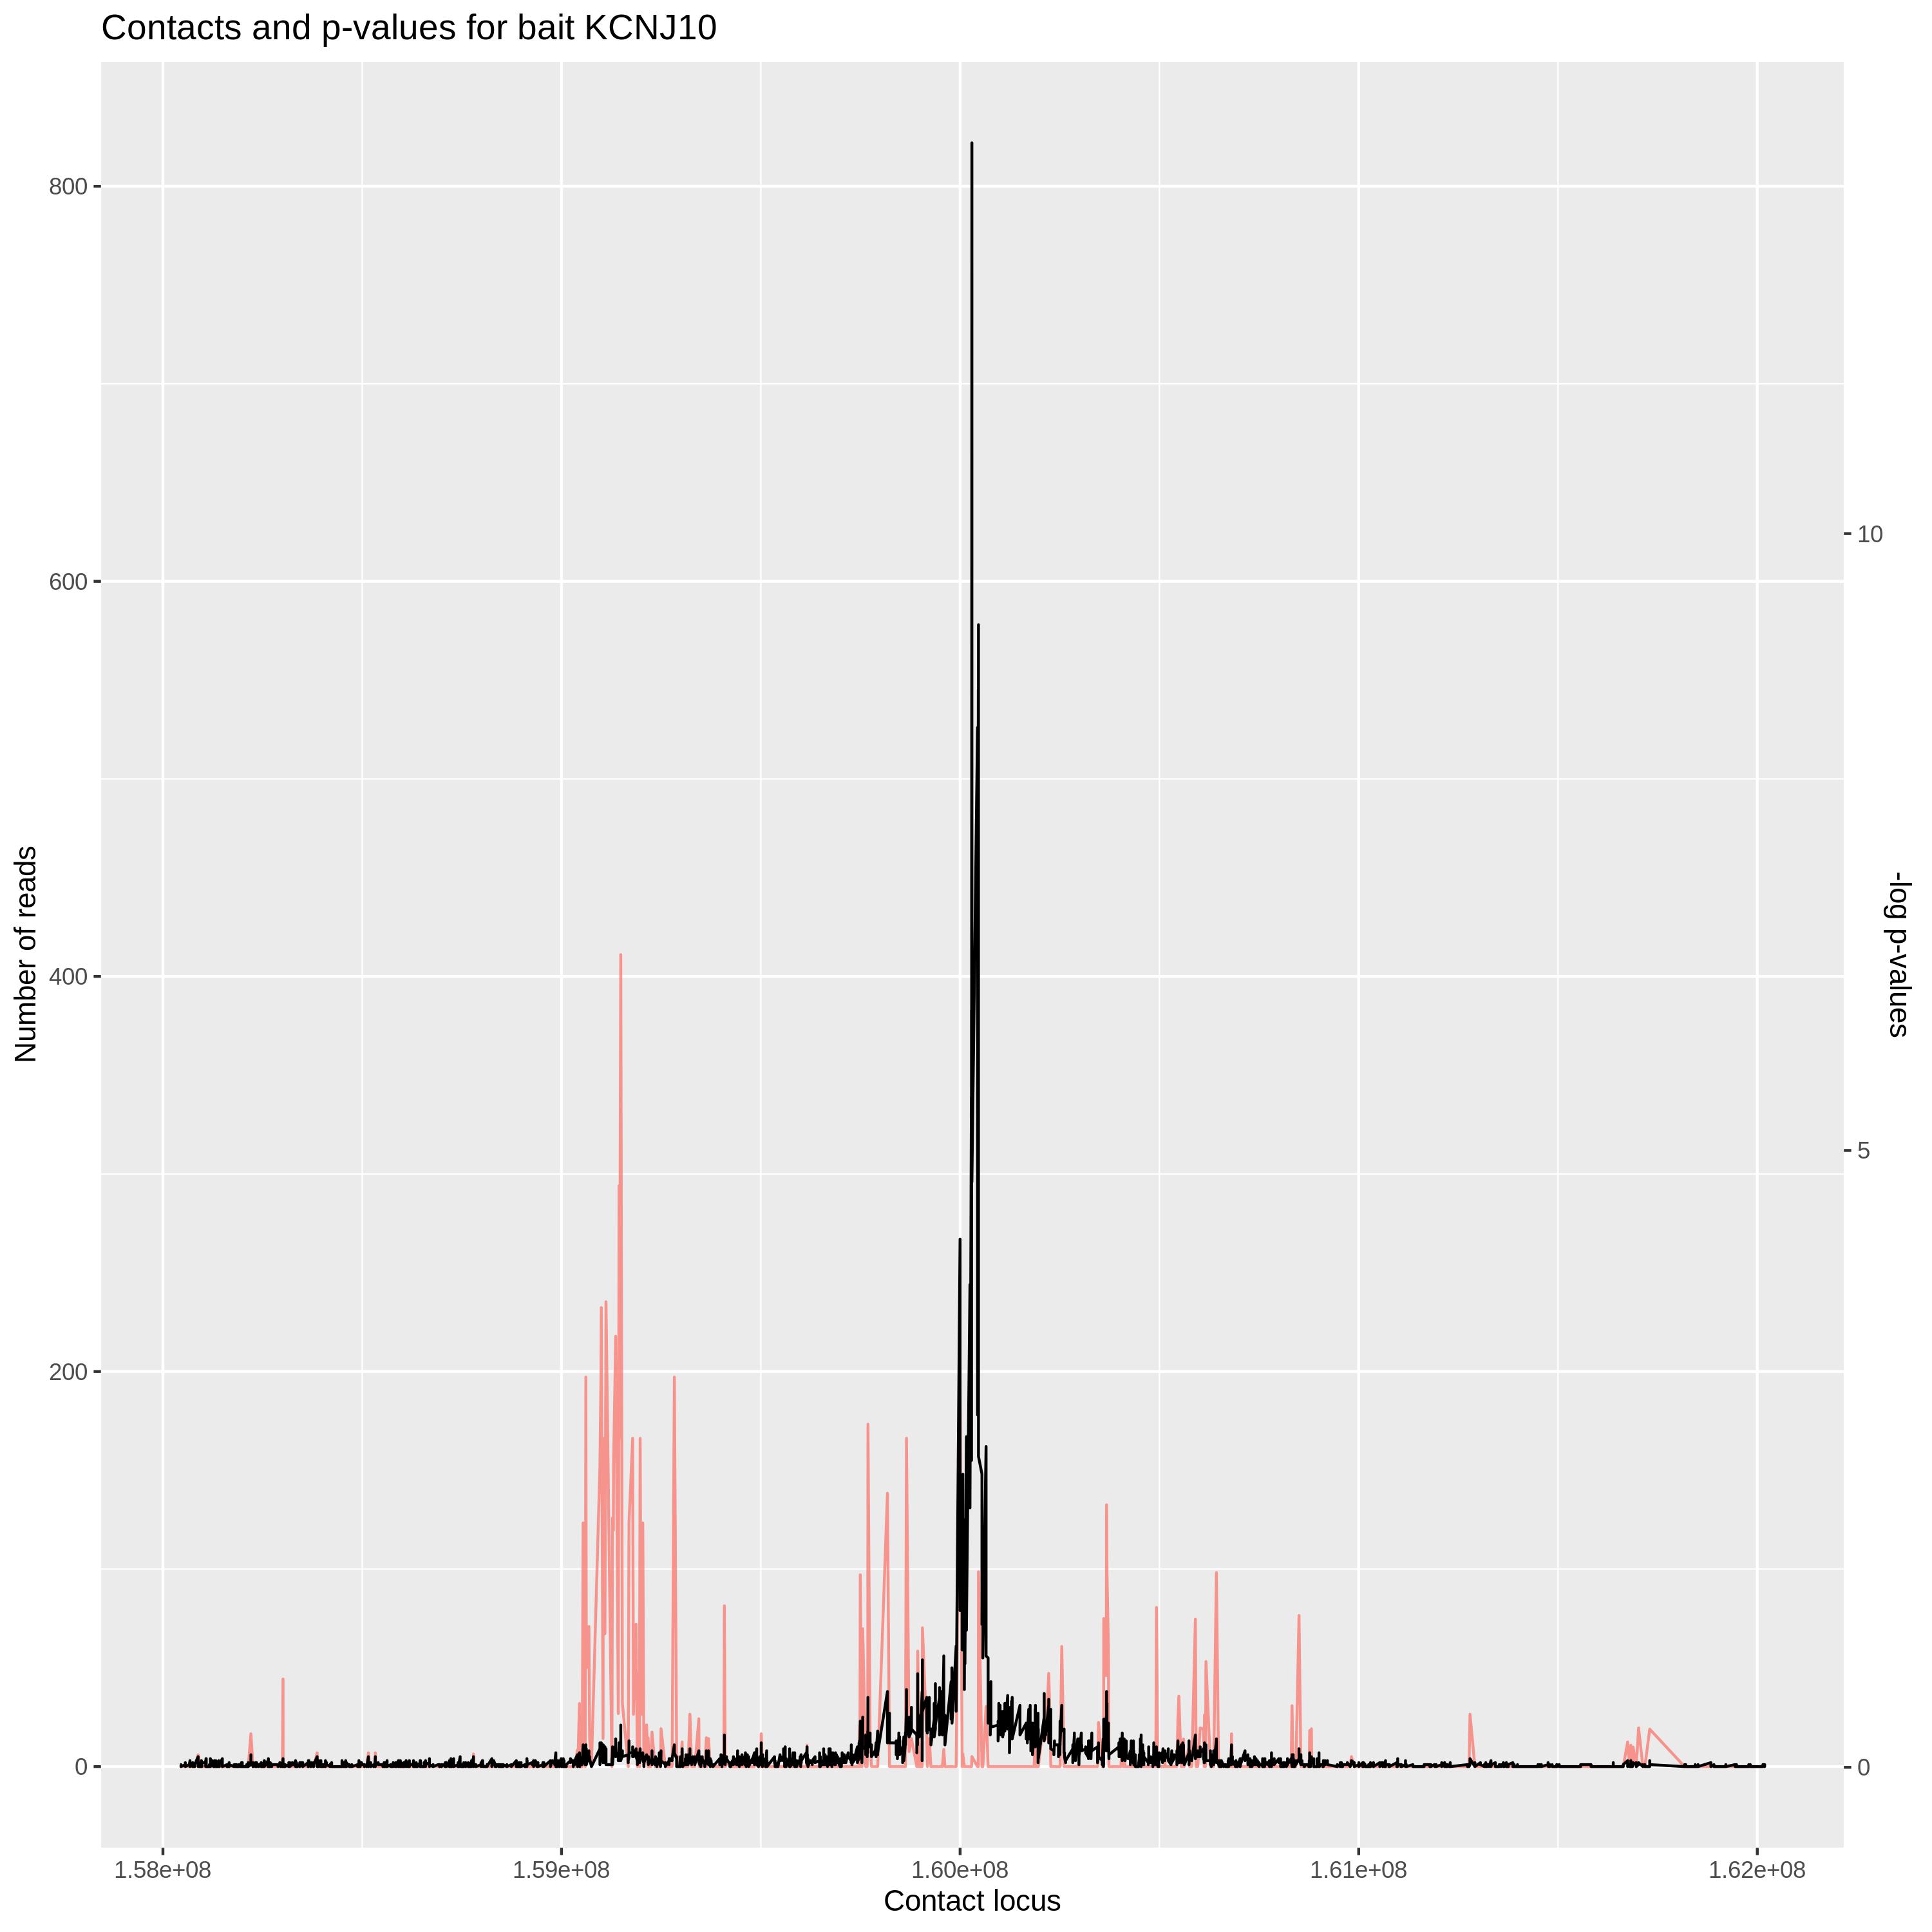 Contacts and p-values for bait KCNJ10
800
600
400
200
0
Number of reads
10
5
0
-log p-values
1.58e+08
1.59e+08
1.60e+08
1.61e+08
1.62e+08
Contact locus